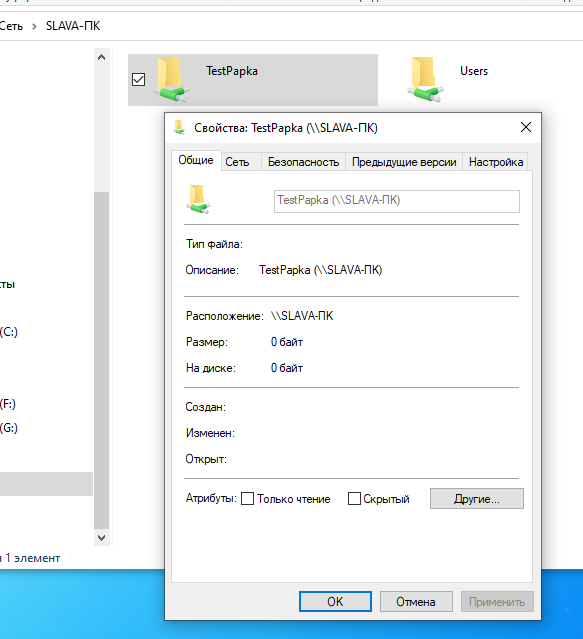 Сеть > SLAVA-ПК
TestPapka
Users
Свойства: TestPapka (\\SLAVA-ПК)
Общие Сеть Безопасность Предыдущие версии Настройка
TestPapka (\\SLAVA-ПК)
Тип файла:
Описание: TestPapka (\\SLAVA-ПК)
Расположение: \\SLAVA-ПК
Размер: 0 байт
На диске: 0 байт
Создан:
Изменен:
Открыт:
Атрибуты: Только чтение Скрытый Другие...
OK Отмена Применить
ты
(C:)
(F:)
(G:)
1 элемент